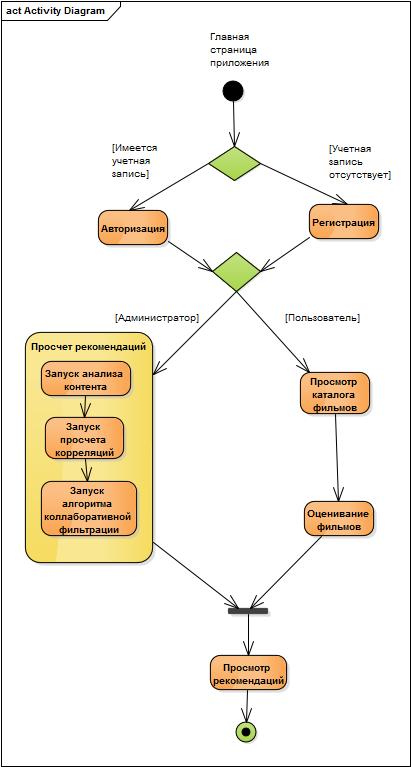 act Activity Diagram
Главная
страница
приложения
[Имеется
учетная
запись]
[Учетная
запись
отсутствует]
Авторизация
Регистрация
[Администратор]
[Пользователь]
Просчет рекомендаций
Запуск анализа
контента
Запуск
просчета
корреляций
Запуск
алгоритма
коллаборативной
фильтрации
Просмотр
каталога
фильмов
Оценивание
фильмов
Просмотр
рекомендаций